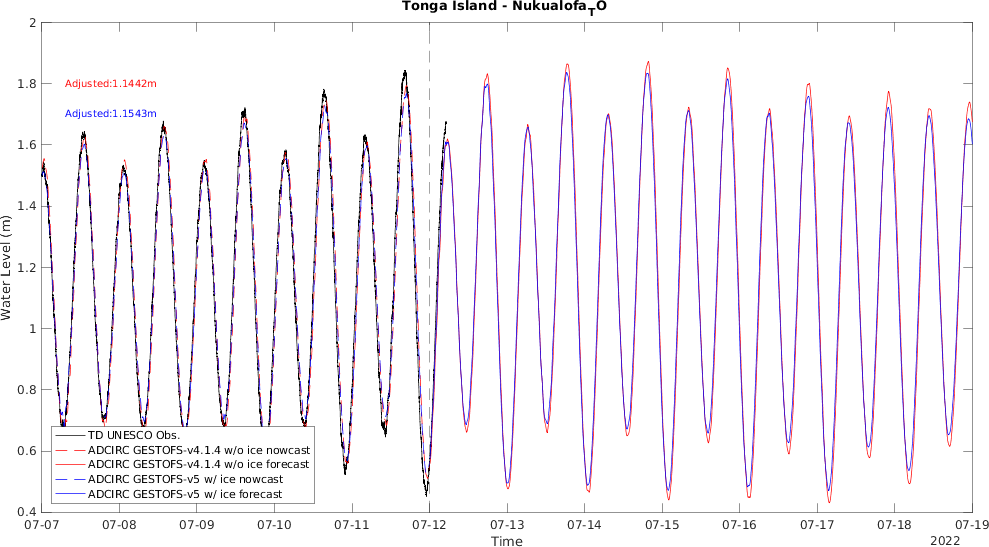 Tonga Island - Nukualofa_TO
2
1.8
1.6
1.4
1.2
1
0.8
0.6
0.4
Water Level (m)
Adjusted:1.1442m
Adjusted:1.1543m
TD UNESCO Obs.
ADCIRC GESTOFS-v4.1.4 w/o ice nowcast
ADCIRC GESTOFS-v4.1.4 w/o ice forecast
ADCIRC GESTOFS-v5 w/ ice nowcast
ADCIRC GESTOFS-v5 w/ ice forecast
07-07 07-08 07-09 07-10 07-11 07-12 07-13 07-14 07-15 07-16 07-17 07-18 07-19
Time
2022